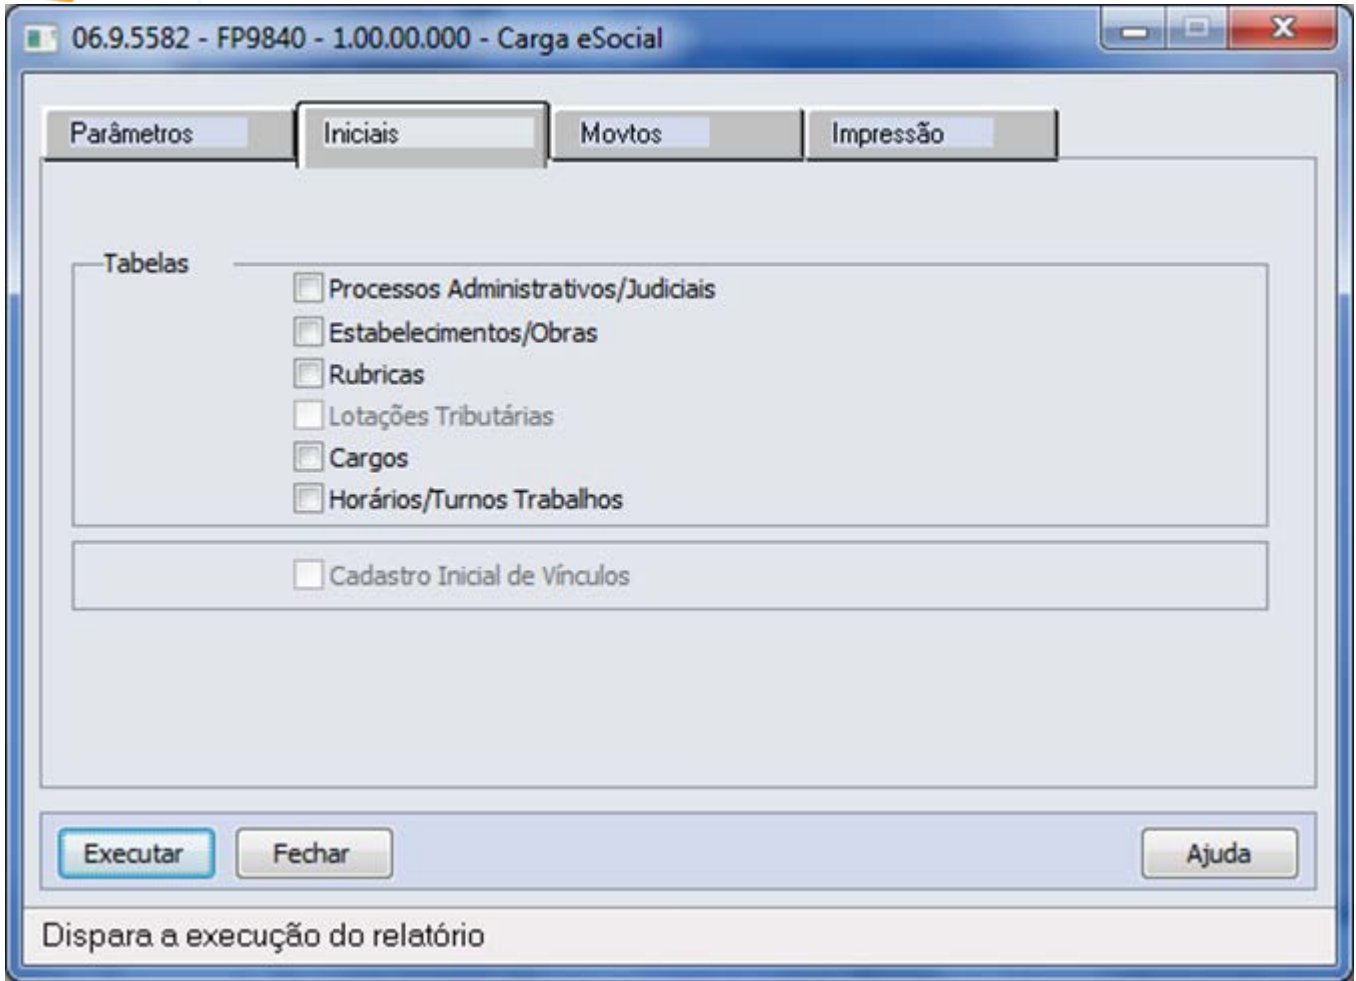 06.9.5582 - FP9840 - 1.00.00.000 - Carga eSocial
Parâmetros Iniciais Movtos Impressão
Tabelas
Processos Administrativos/Judiciais
Estabelecimentos/Obras
Rubricas
Lotações Tributárias
Cargos
Horários/Turnos Trabalhos
Cadastro Inicial de Vínculos
Executar Fechar Ajuda
Dispara a execução do relatório